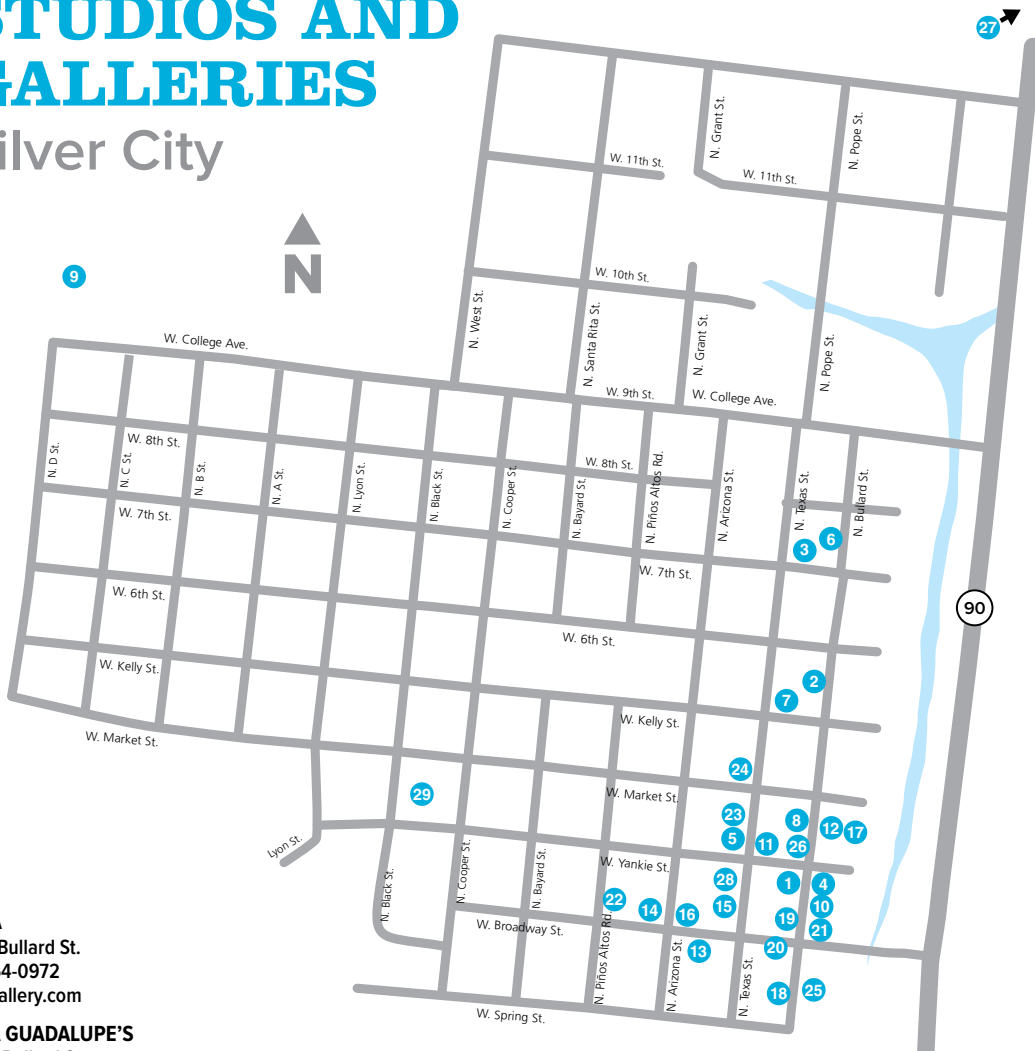 STUDIOS AND
GALLERIES
ilver City
27
N
9
N. Grant St.
N. Pope St.
W. 11th St.
W. 11th St.
W. 10th St.
N. West St.
N. Santa Rita St.
N. Grant St.
N. Pope St.
W. College Ave.
W. 9th St.
W. College Ave.
W. 8th St.
W. 8th St.
N. D St.
N. C St.
N. B St.
N. A St.
N. Lyon St.
N. Black St.
N. Cooper St.
N. Bayard St.
N. Piños Altos Rd.
N. Arizona St.
N. Texas St.
N. Bullard St.
W. 7th St.
3
6
W. 7th St.
W. 6th St.
90
W. 6th St.
W. Kelly St.
2
7
W. Kelly St.
W. Market St.
24
29
W. Market St.
23
8
12
17
5
11
26
Lyon St.
W. Yankie St.
N. Black St.
N. Cooper St.
N. Bayard St.
28
1
4
22
14
16
15
10
19
21
W. Broadway St.
N. Piños Altos Rd.
N. Arizona St.
N. Texas St.
13
20
18
25
W. Spring St.
Bullard St.
4-0972
allery.com
GUADALUPE'S